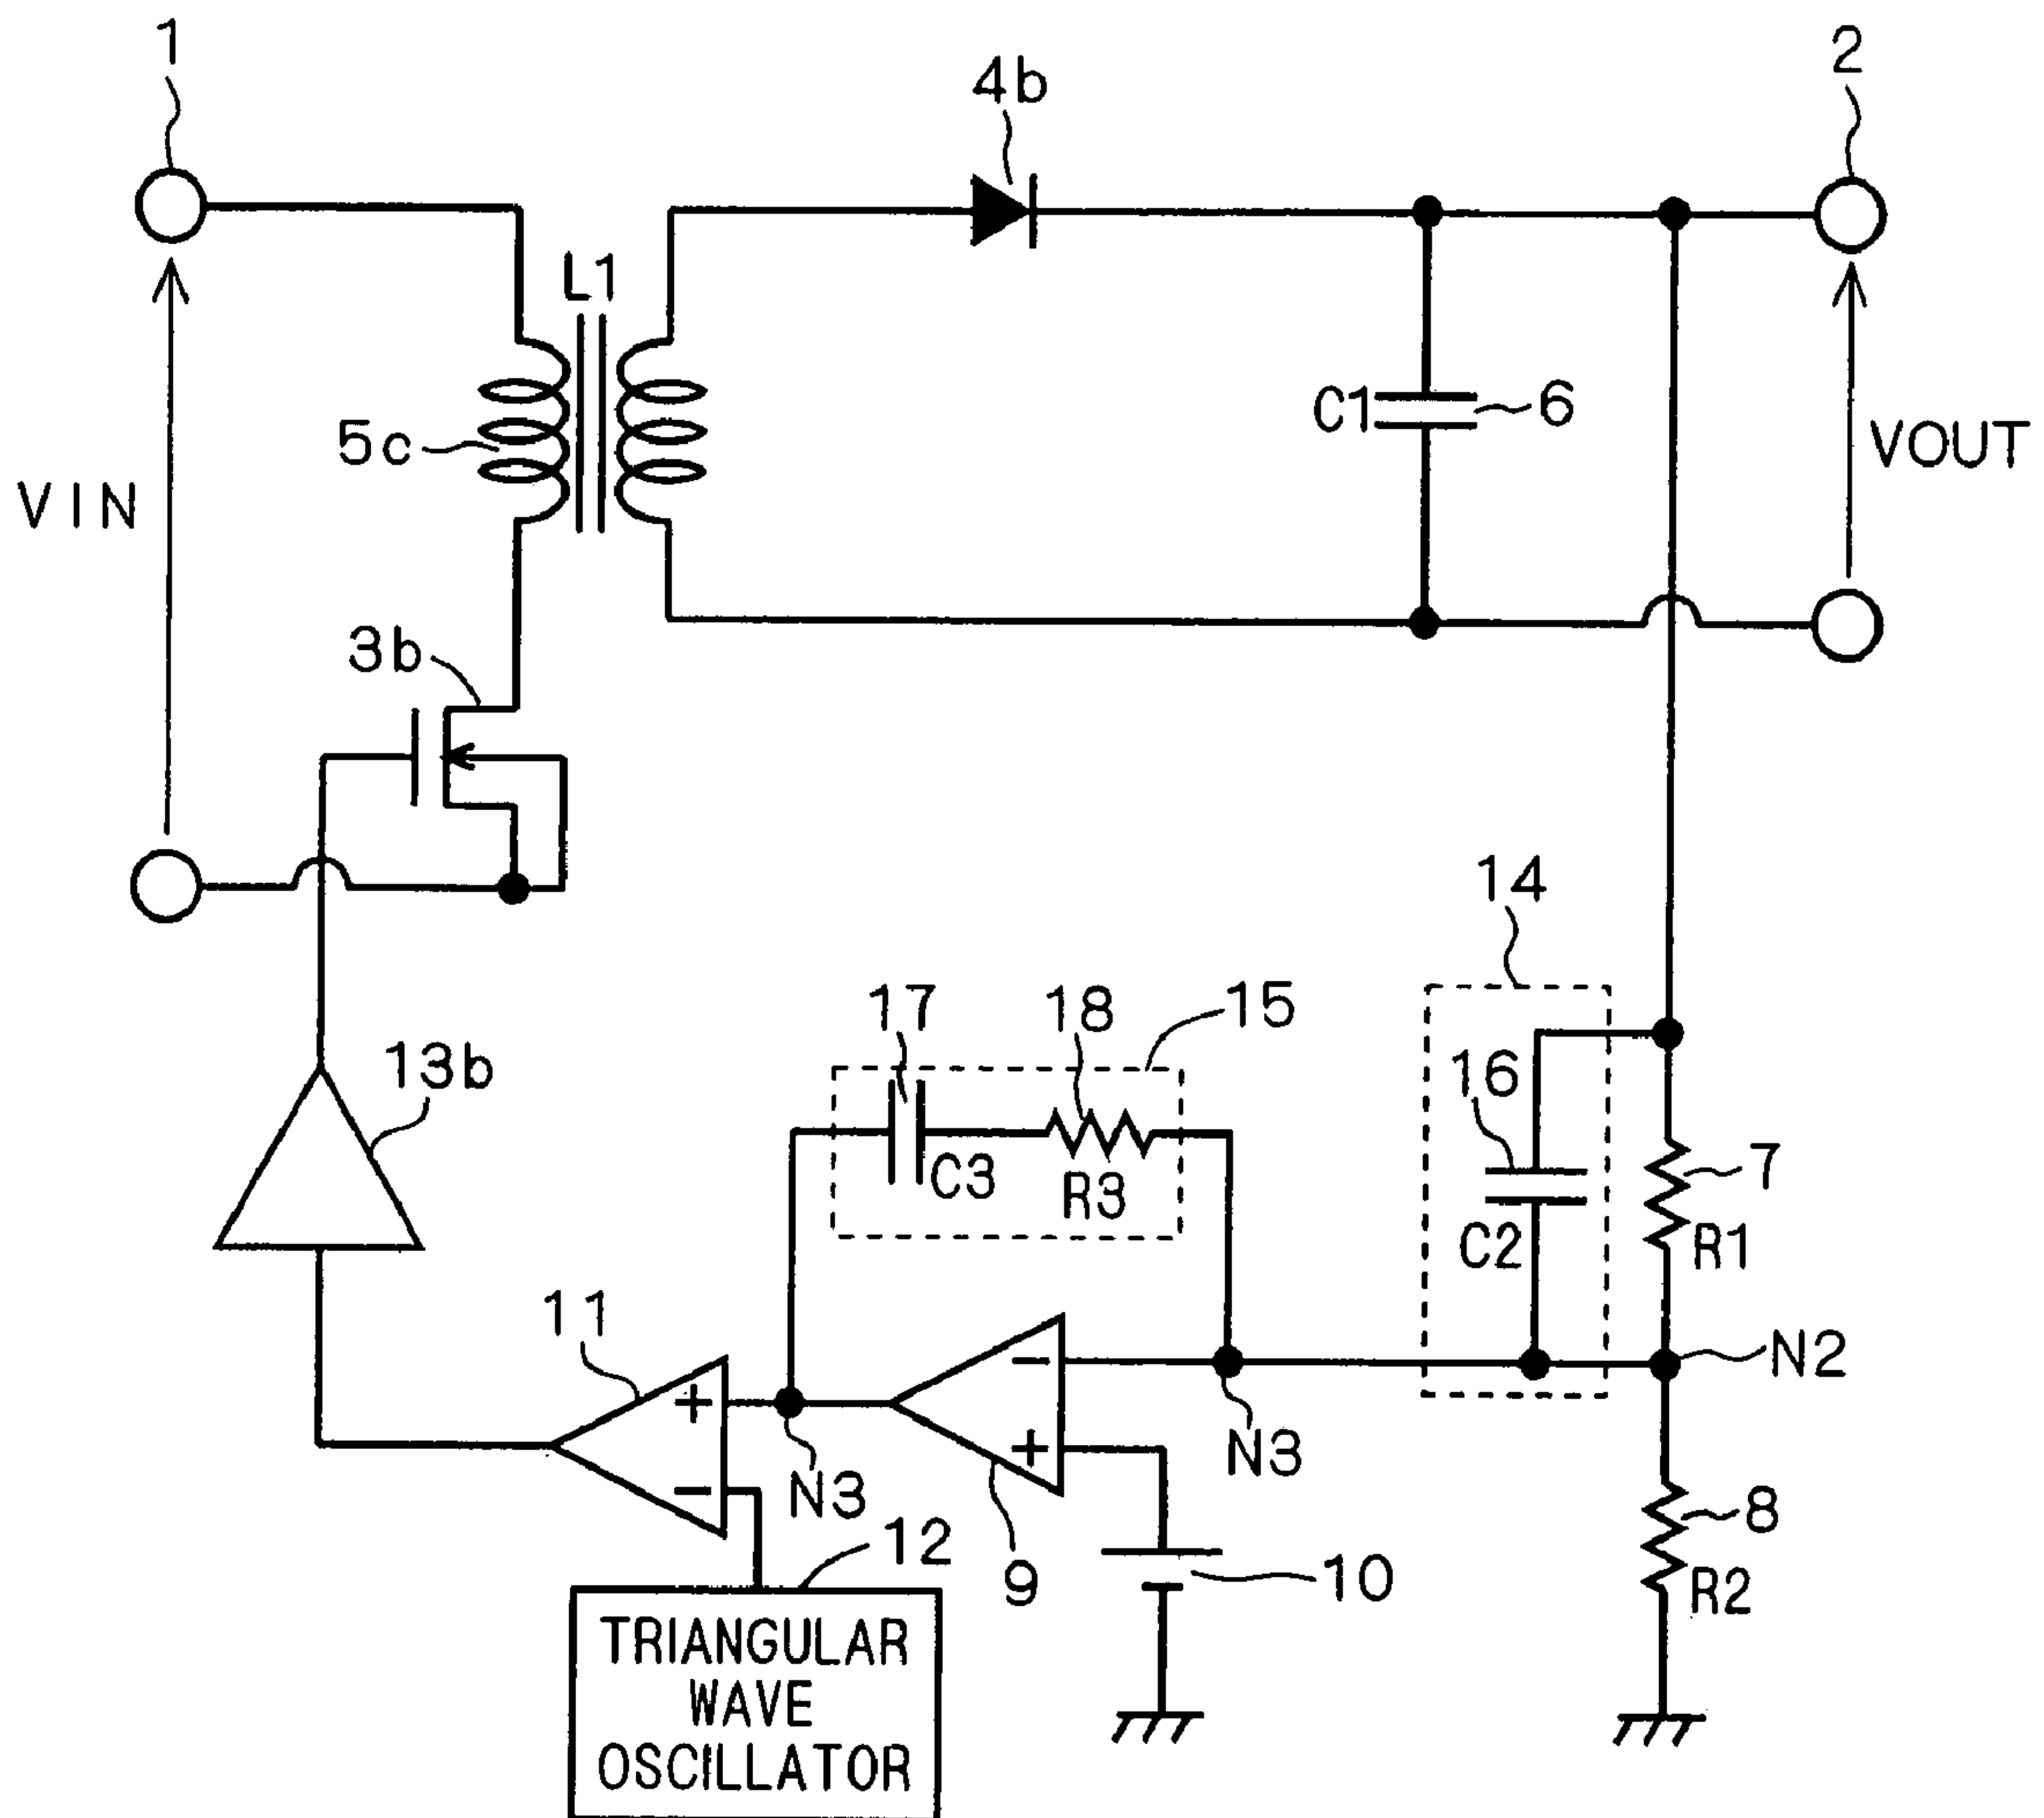 1
2
4b
L1
C1
6
5c
VIN
VOUT
3b
14
17
18
15
13b
16
7
C3
R3
C2
R1
11
N2
+
−
N3
−
+
N3
12
9
10
8
R2
TRIANGULAR
WAVE
OSCILLATOR